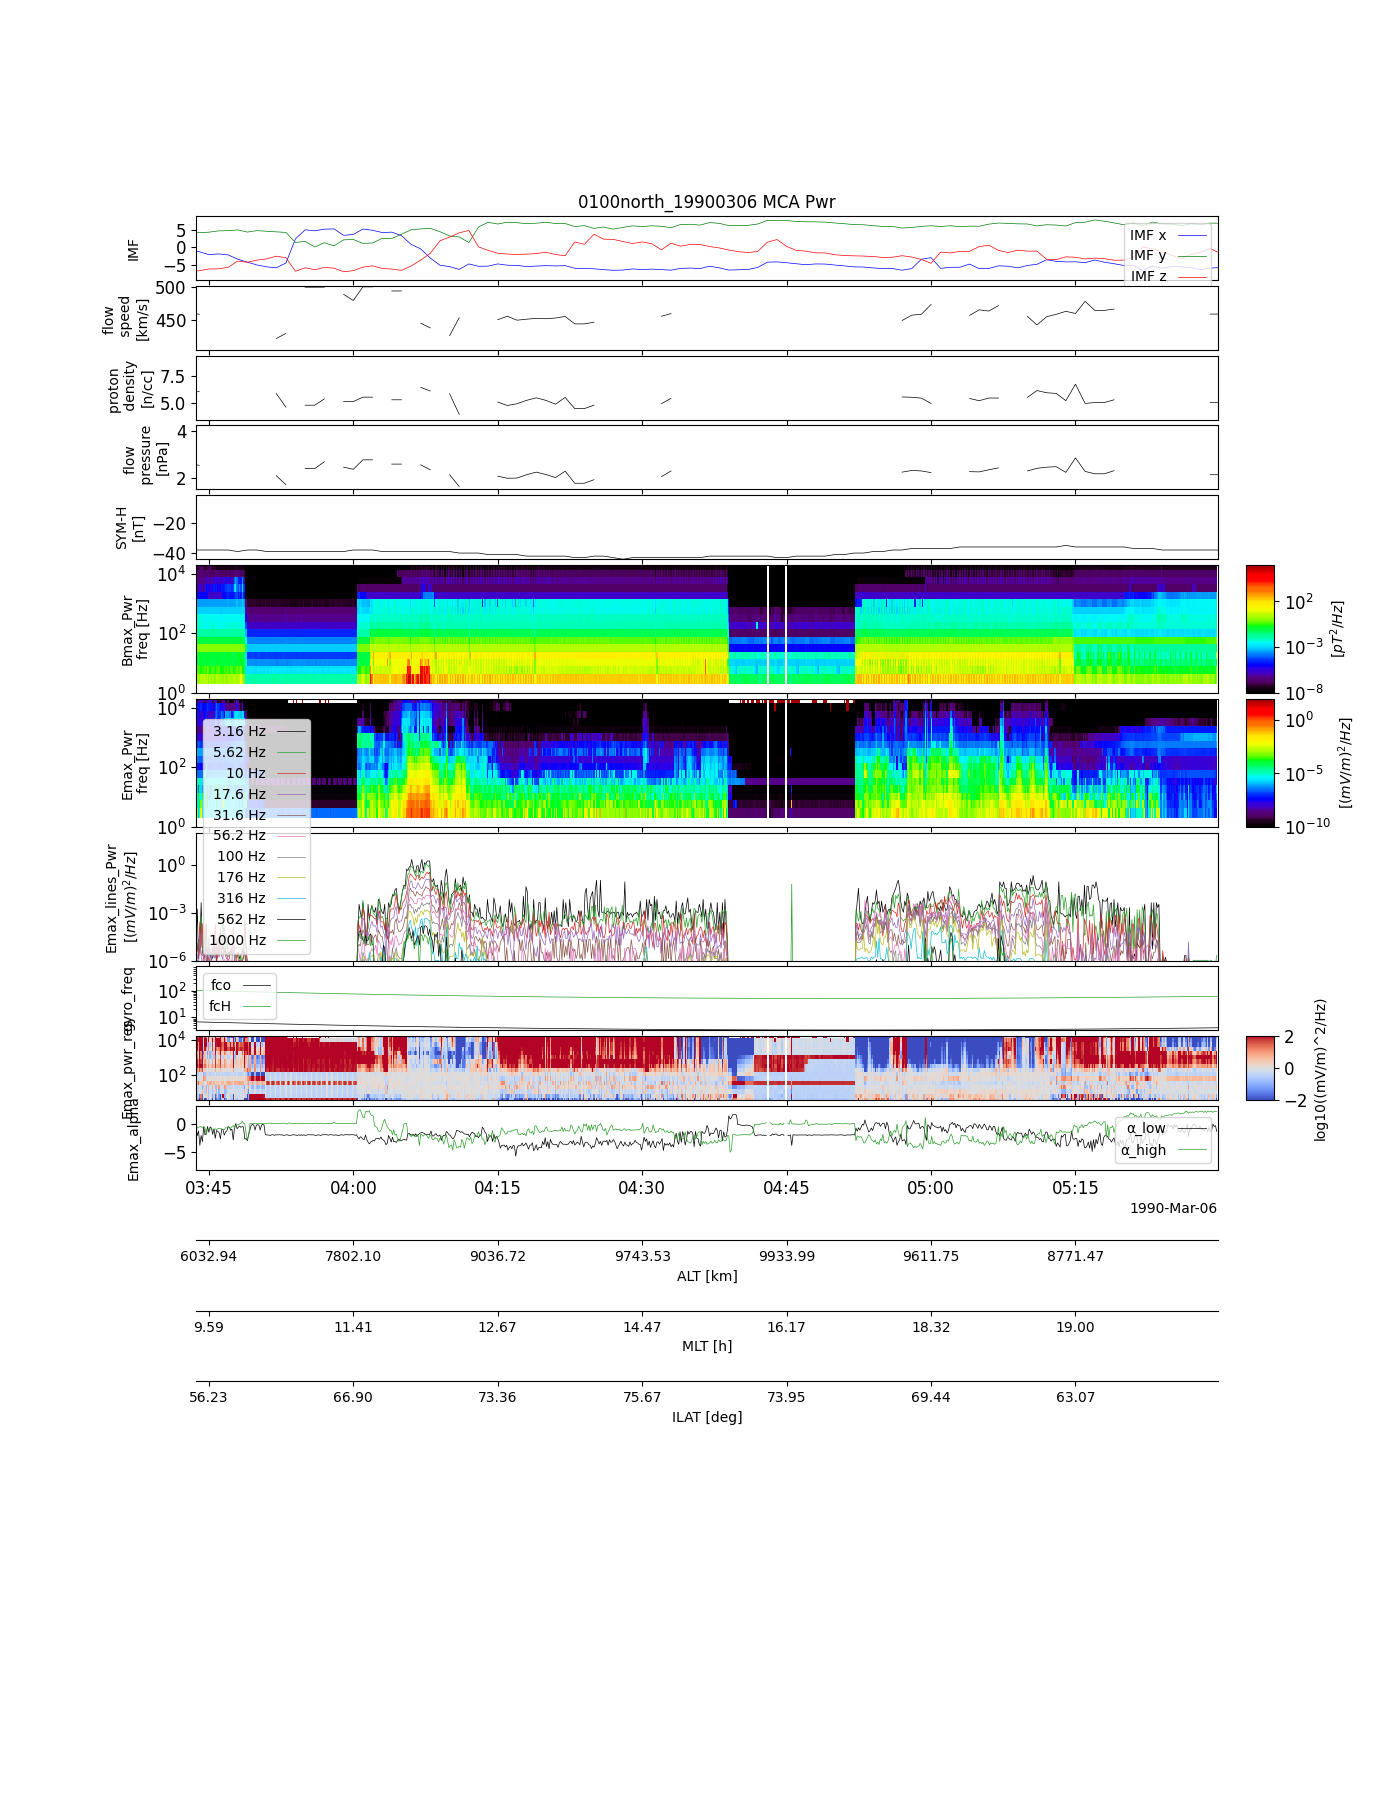 0100north_19900306 MCA Pwr
IMF
5
0
−5
IMF x
IMF y
IMF z
flow speed [km/s]
500
450
proton density [n/cc]
7.5
5.0
flow pressure [nPa]
4
2
SYM-H [nT]
−20
−40
Bmax_Pwr freq [Hz]
10^4
10^2
10^0
10^2
10^−3
10^−8
[pT^2/Hz]
Emax_Pwr freq [Hz]
10^4
10^2
10^0
10^0
10^−5
10^−10
[(mV/m)^2/Hz]
3.16 Hz
5.62 Hz
10 Hz
17.6 Hz
31.6 Hz
56.2 Hz
100 Hz
176 Hz
316 Hz
562 Hz
1000 Hz
Emax_lines_Pwr [(mV/m)^2/Hz]
10^0
10^−3
10^−6
gyro_freq
10^2
10^1
fco
fcH
Emax_pwr_reg
10^4
10^2
2
0
−2
log10((mV/m)^2/Hz)
Emax_alpha
0
−5
α_low
α_high
03:45 04:00 04:15 04:30 04:45 05:00 05:15
1990-Mar-06
6032.94 7802.10 9036.72 9743.53 9933.99 9611.75 8771.47
ALT [km]
9.59 11.41 12.67 14.47 16.17 18.32 19.00
MLT [h]
56.23 66.90 73.36 75.67 73.95 69.44 63.07
ILAT [deg]